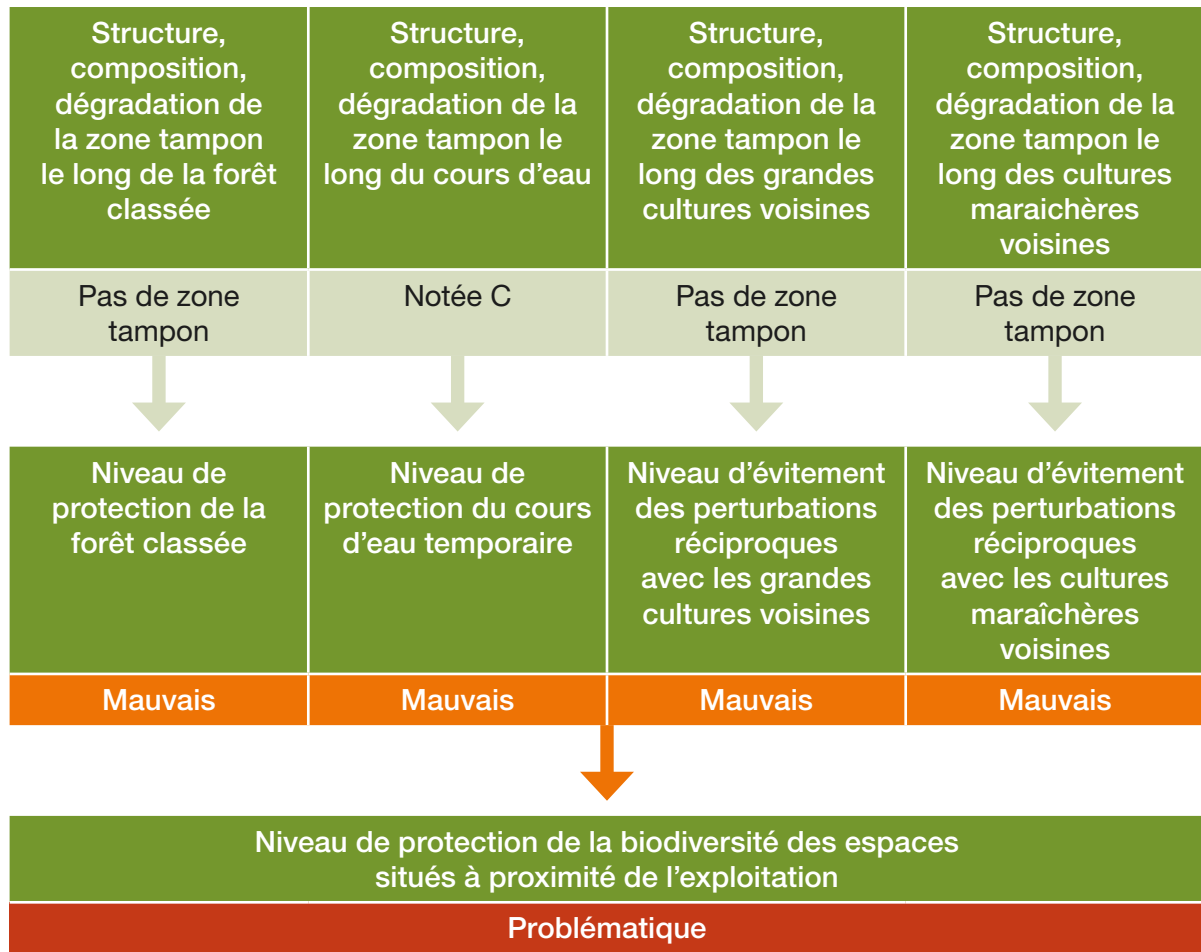 Structure,
composition,
dégradation de
la zone tampon
le long de la forêt
classée
Structure,
composition,
dégradation de la
zone tampon le
long du cours d'eau
Structure,
composition,
dégradation de la
zone tampon le
long des grandes
cultures voisines
Structure,
composition,
dégradation de la
zone tampon le
long des cultures
maraichères
voisines
Pas de zone
tampon
Notée C
Pas de zone
tampon
Pas de zone
tampon
Niveau de
protection de la
forêt classée
Niveau de
protection du cours
d'eau temporaire
Niveau d'évitement
des perturbations
réciproques
avec les grandes
cultures voisines
Niveau d'évitement
des perturbations
réciproques
avec les cultures
maraîchères
voisines
Mauvais
Mauvais
Mauvais
Mauvais
Niveau de protection de la biodiversité des espaces
situés à proximité de l'exploitation
Problématique